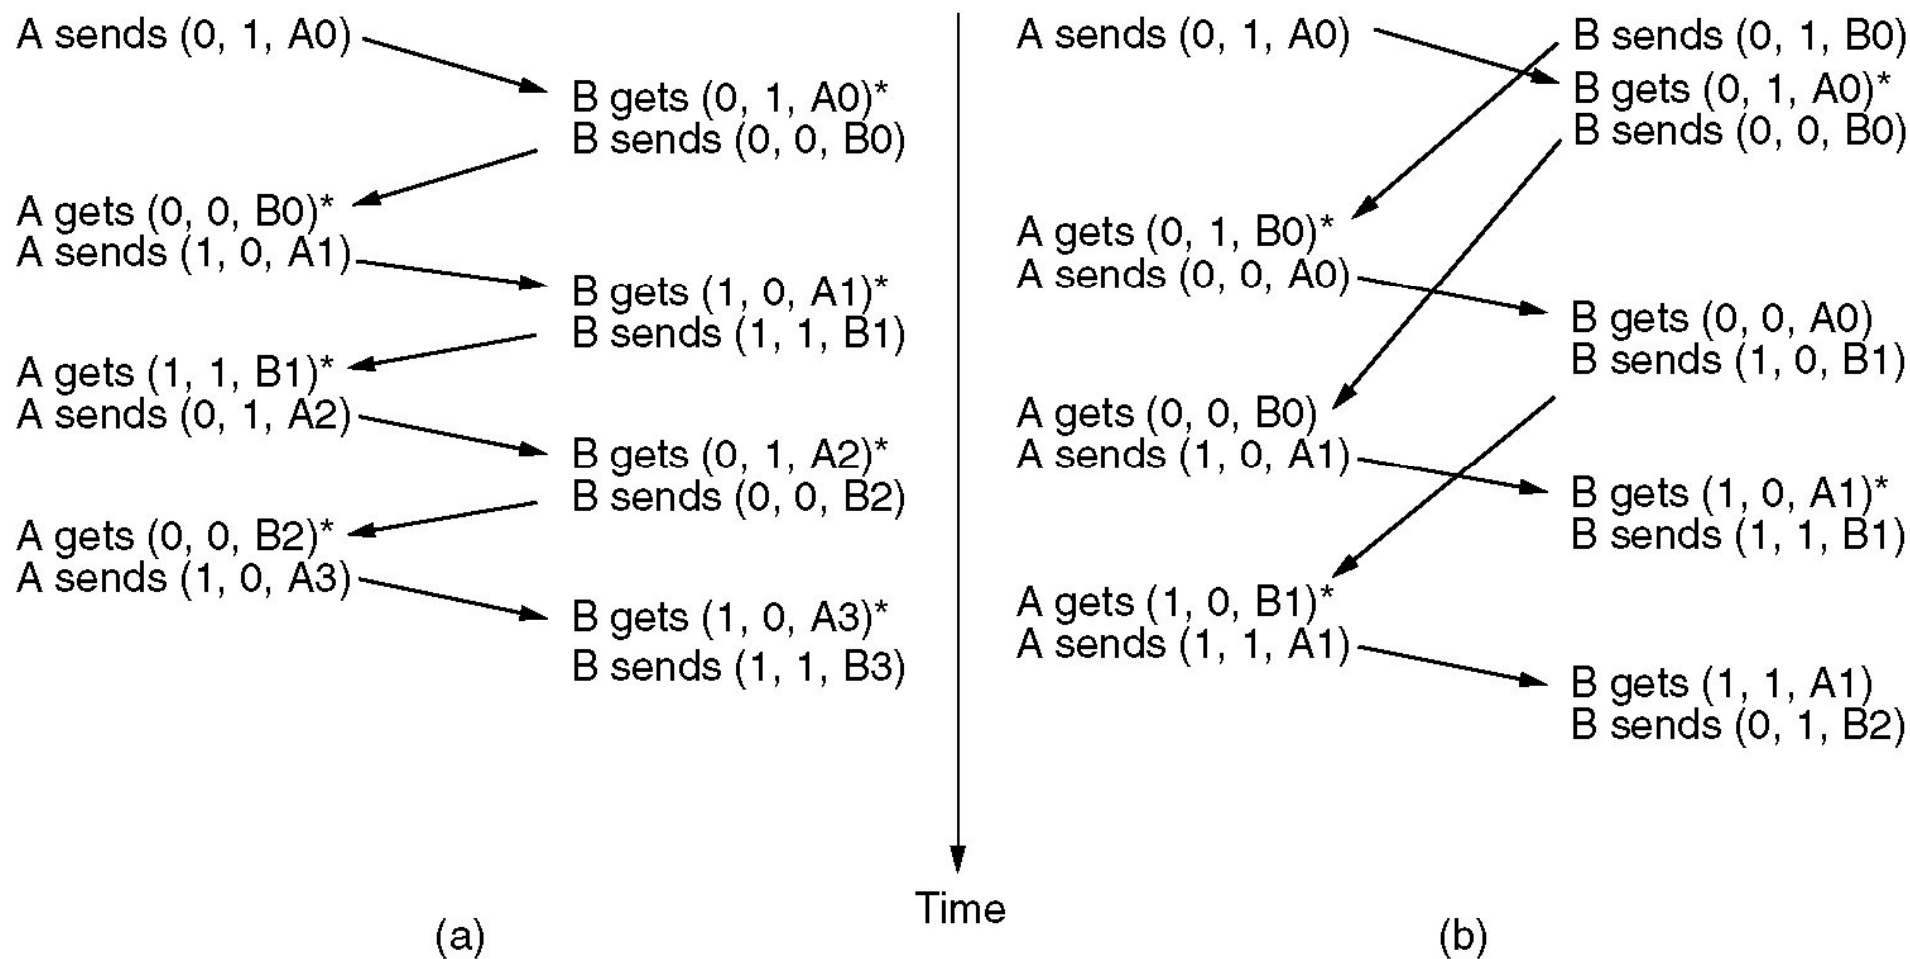 A sends (0, 1, A0)
B gets (0, 1, A0)*
B sends (0, 0, B0)
A gets (0, 0, B0)*
A sends (1, 0, A1)
B gets (1, 0, A1)*
B sends (1, 1, B1)
A gets (1, 1, B1)*
A sends (0, 1, A2)
B gets (0, 1, A2)*
B sends (0, 0, B2)
A gets (0, 0, B2)*
A sends (1, 0, A3)
B gets (1, 0, A3)*
B sends (1, 1, B3)
(a)
Time
A sends (0, 1, A0)
B sends (0, 1, B0)
B gets (0, 1, A0)*
B sends (0, 0, B0)
A gets (0, 1, B0)*
A sends (0, 0, A0)
B gets (0, 0, A0)
B sends (1, 0, B1)
A gets (0, 0, B0)
A sends (1, 0, A1)
B gets (1, 0, A1)*
B sends (1, 1, B1)
A gets (1, 0, B1)*
A sends (1, 1, A1)
B gets (1, 1, A1)
B sends (0, 1, B2)
(b)